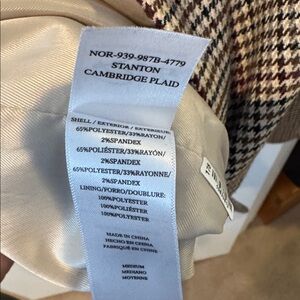 NOR-939-987B-4779
STANTON
CAMBRIDGE PLAID
SHELL / EXTERIOR / EXTERIEUR
65%POLYESTER/33%RAYON/
2%SPANDEX
65%POLIÉSTER/33%RAYÓN/
2%SPANDEX
65%POLYESTER/33%RAYONNE/
2%SPANDEX
LINING/FORRO/DOUBLURE:
100%POLYESTER
100%POLIÉSTER
100%POLYESTER
MADE IN CHINA
HECHO EN CHINA
FABRIQUÉ EN CHINE
MEDIUM
MEDIANO
MOYENNE